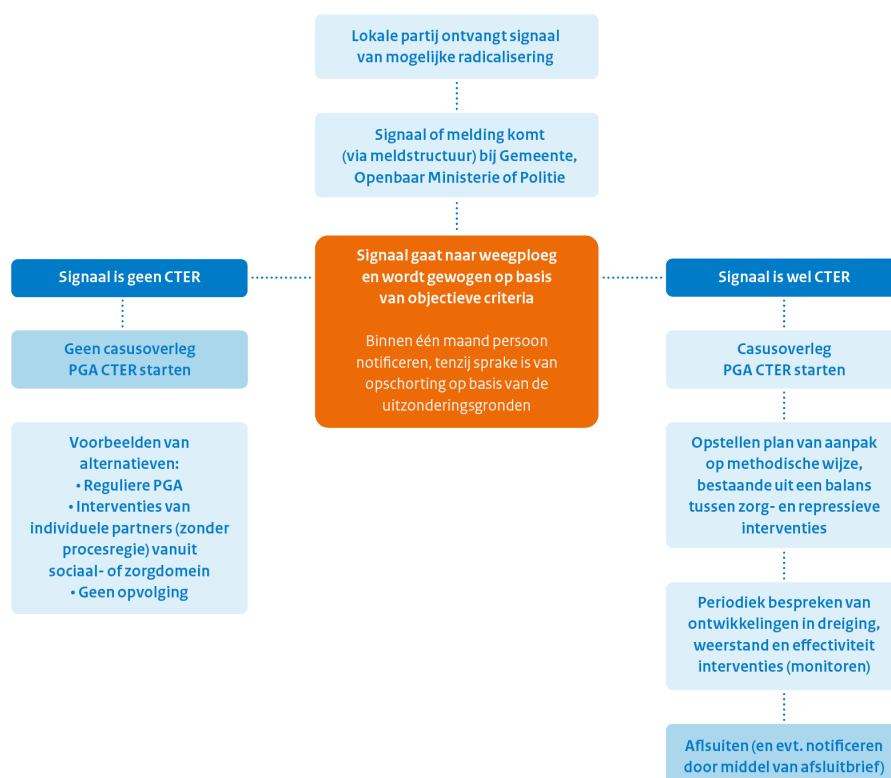 Lokale partij ontvangt signaal
van mogelijke radicalisering
Signaal of melding komt
(via meldstructuur) bij Gemeente,
Openbaar Ministerie of Politie
Signaal gaat naar weegploeg
en wordt gewogen op basis
van objectieve criteria
Binnen één maand persoon
notificeren, tenzij sprake is van
opschorting op basis van de
uitzonderingsgronden
Signaal is geen CTER
Geen casusoverleg
PGA CTER starten
Voorbeelden van
alternatieven:
• Reguliere PGA
• Interventies van
individuele partners (zonder
procesregie) vanuit
sociaal- of zorgdomein
• Geen opvolging
Signaal is wel CTER
Casusoverleg
PGA CTER starten
Opstellen plan van aanpak
op methodische wijze,
bestaande uit een balans
tussen zorg- en repressieve
interventies
Periodiek bespreken van
ontwikkelingen in dreiging,
weerstand en effectiviteit
interventies (monitoren)
Aflsuiten (en evt. notificeren
door middel van afsluitbrief)